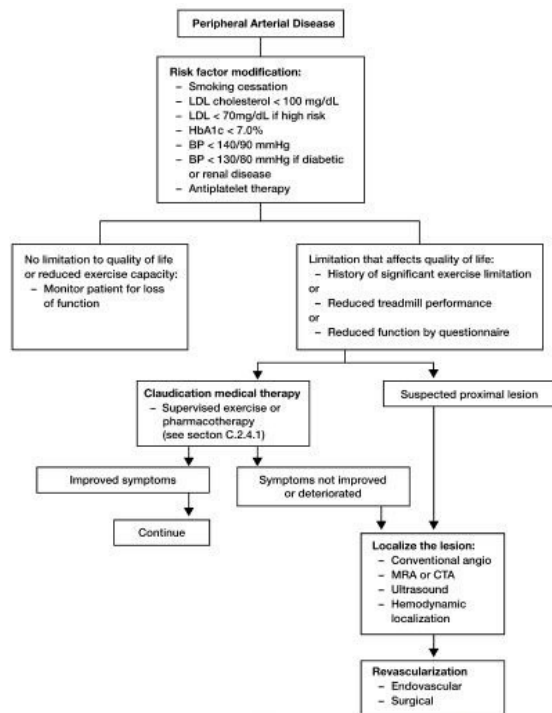 Peripheral Arterial Disease
Risk factor modification:
– Smoking cessation
– LDL cholesterol < 100 mg/dL
– LDL < 70mg/dL if high risk
– HbA1c < 7.0%
– BP < 140/90 mmHg
– BP < 130/80 mmHg if diabetic
or renal disease
– Antiplatelet therapy
No limitation to quality of life
or reduced exercise capacity:
– Monitor patient for loss
of function
Limitation that affects quality of life:
– History of significant exercise limitation
or
– Reduced treadmill performance
or
– Reduced function by questionnaire
Claudication medical therapy
– Supervised exercise or
pharmacotherapy
(see secton C.2.4.1)
Suspected proximal lesion
Improved symptoms
Symptoms not improved
or deteriorated
Continue
Localize the lesion:
– Conventional angio
– MRA or CTA
– Ultrasound
– Hemodynamic
localization
Revascularization
– Endovascular
– Surgical